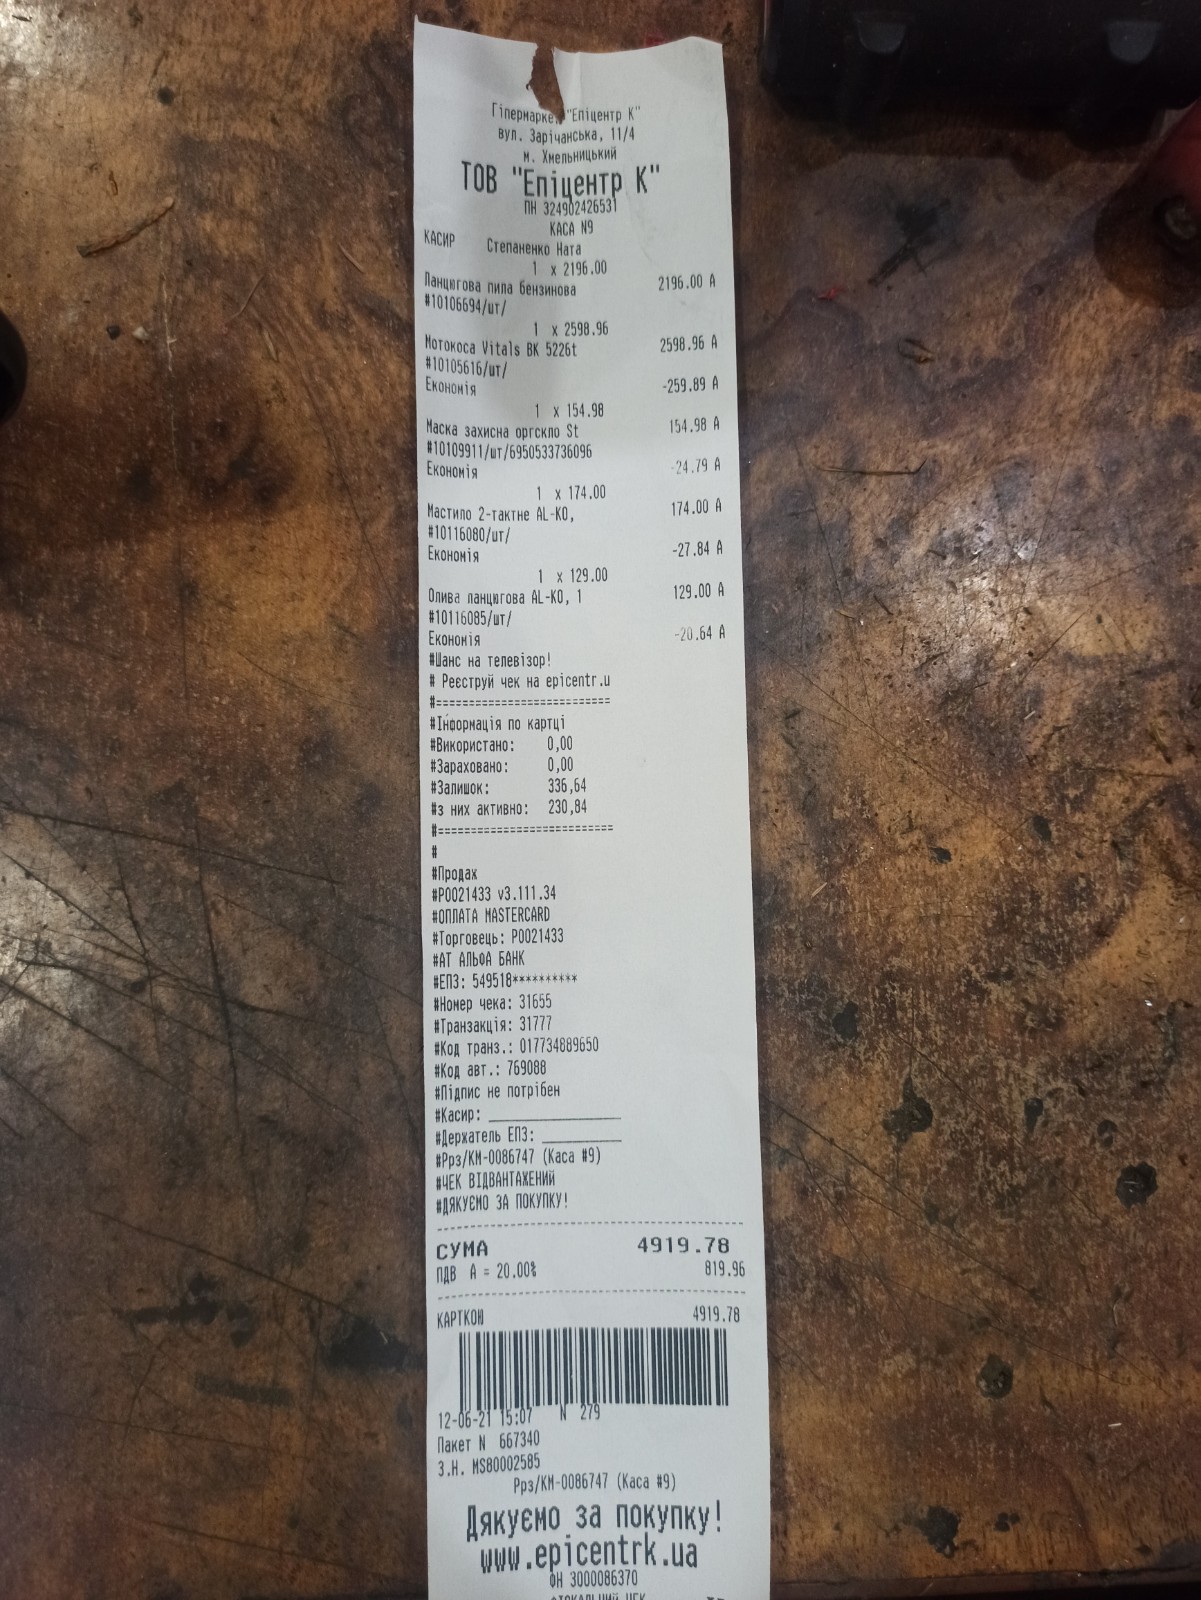 Гіпермаркет "Епіцентр К"
вул. Зарічанська, 11/4
м. Хмельницький
ТОВ "Епіцентр К"
ПН 324902426531
КАСА N9
КАСИР Степаненко Ната
1 x 2196.00
Ланцюгова пила бензинова 2196.00 А
#10106694/шт/
1 x 2598.96
Мотокоса Vitals BK 5226t 2598.96 А
#10105616/шт/
Економія -259.89 А
1 x 154.98
Маска захисна оргскло St 154.98 А
#10109911/шт/6950533736096
Економія -24.79 А
1 x 174.00
Мастило 2-тактне AL-KO, 174.00 А
#10116080/шт/
Економія -27.84 А
1 x 129.00
Олива ланцюгова AL-KO, 1 129.00 А
#10116085/шт/
Економія -20.64 А
#Шанс на телевізор!
# Реєструй чек на epicentr.u
#==========================
#Інформація по картці
#Використано: 0,00
#Зараховано: 0,00
#Залишок: 336,64
#з них активно: 230,84
#==========================
#
#Продаж
#P0021433 v3.111.34
#ОПЛАТА MASTERCARD
#Торговець: P0021433
#АТ АЛЬФА БАНК
#ЕПЗ: 549518**********
#Номер чека: 31655
#Транзакція: 31777
#Код транз.: 017734889650
#Код авт.: 769088
#Підпис не потрібен
#Касир: ____________________
#Держатель ЕПЗ: ____________
#Ррз/КМ-0086747 (Каса #9)
#ЧЕК ВІДВАНТАЖЕНИЙ
#ДЯКУЄМО ЗА ПОКУПКУ!
СУМА 4919.78
ПДВ А = 20.00% 819.96
КАРТКОЮ 4919.78
12-06-21 15:07 N 279
Пакет N 667340
З.Н. MS80002585
Ррз/КМ-0086747 (Каса #9)
Дякуємо за покупку!
www.epicentrk.ua
ФН 3000086370